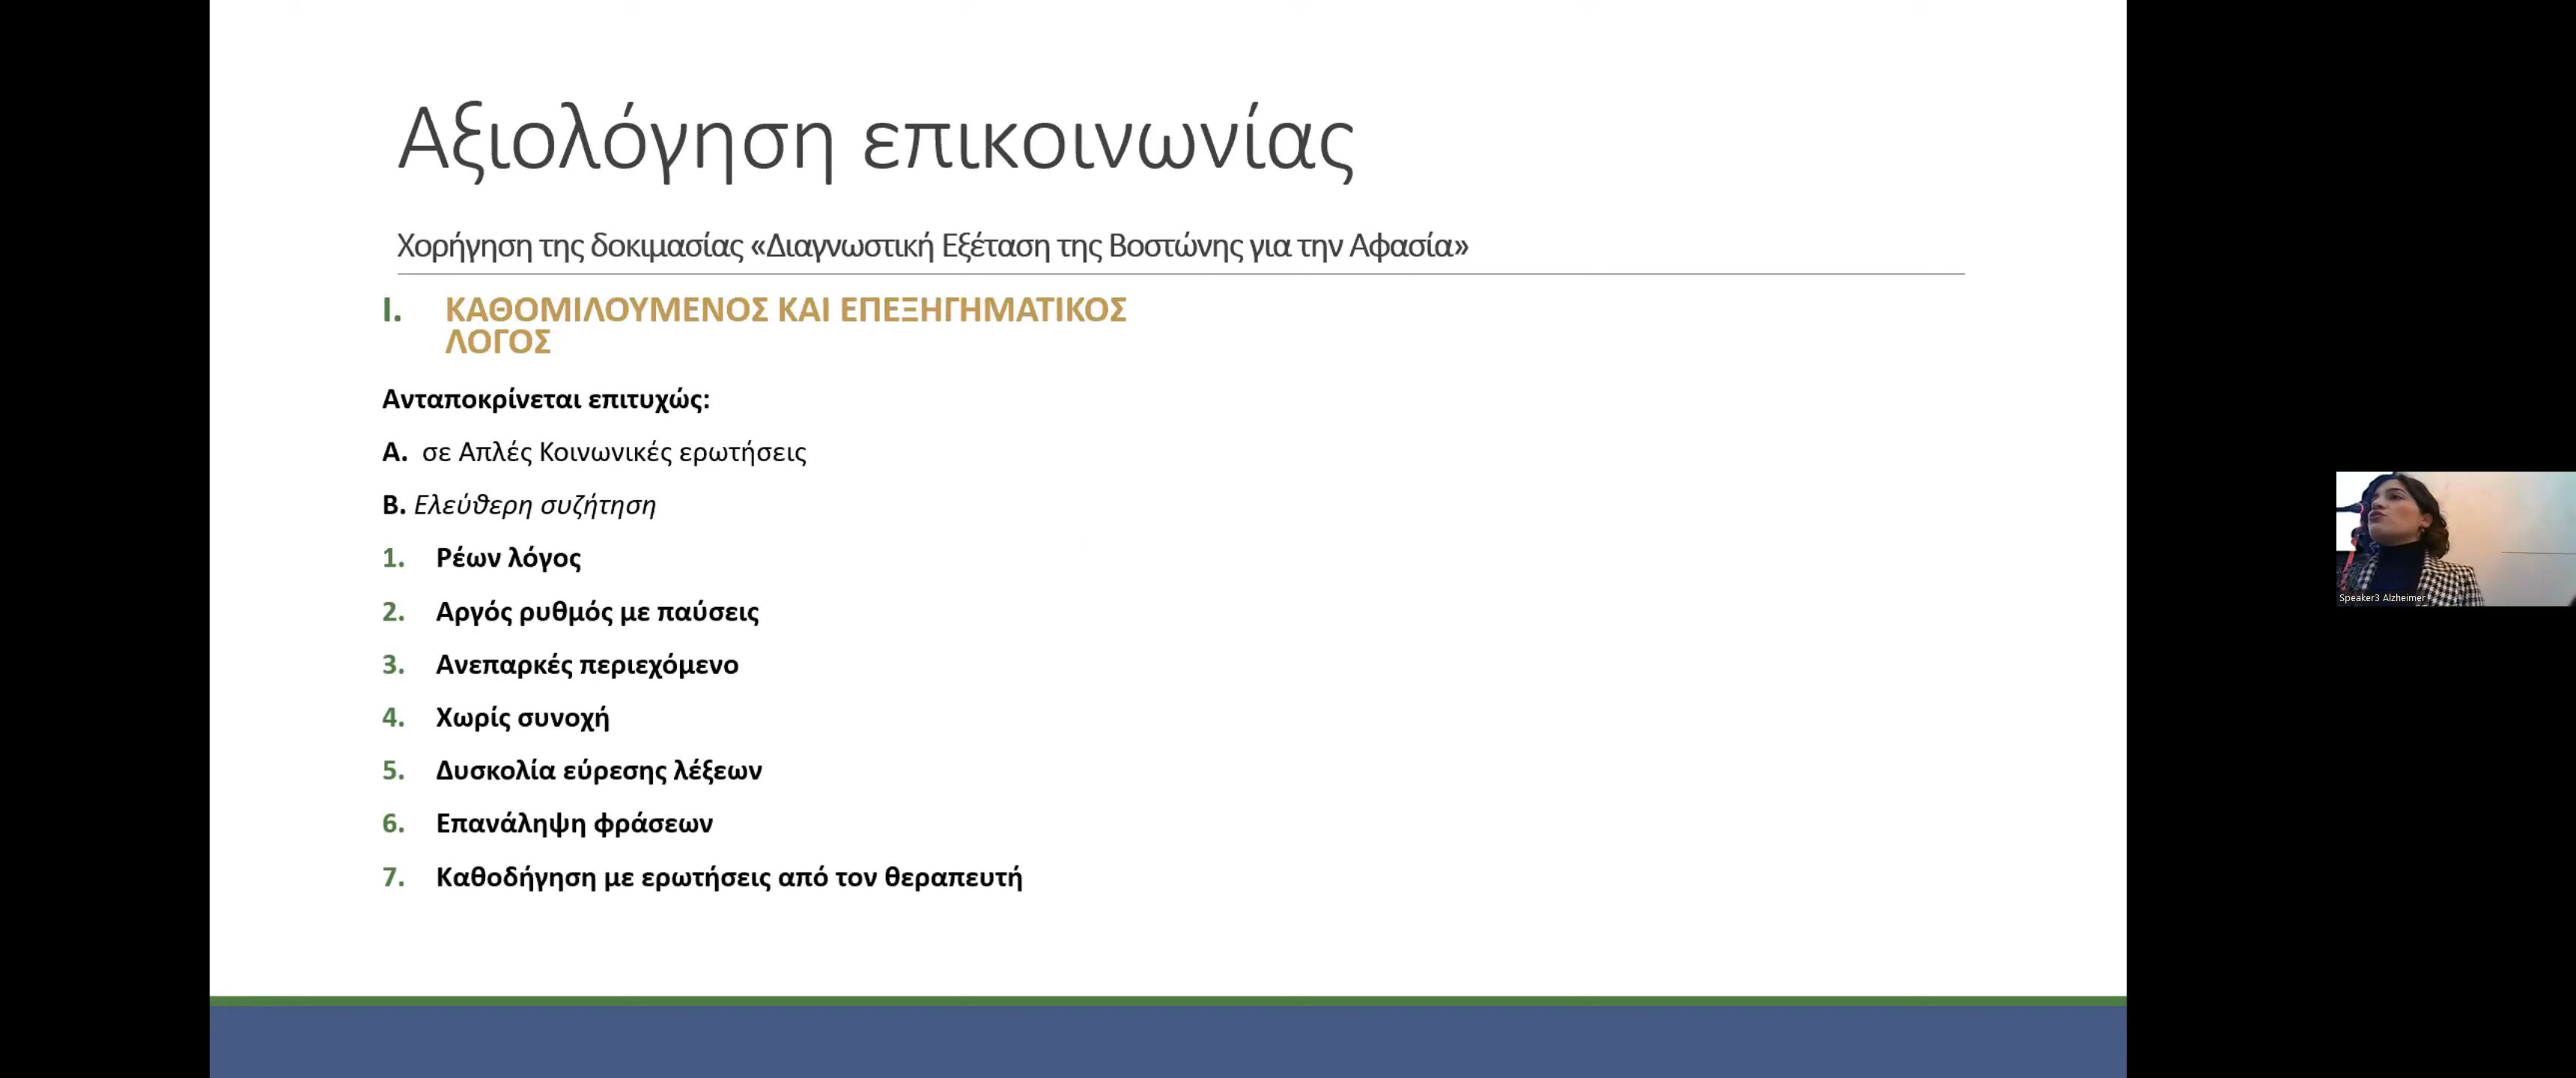 Αξιολόγηση επικοινωνίας
Χορήγηση της δοκιμασίας «Διαγνωστική Εξέταση της Βοστώνης για την Αφασία»
I. ΚΑΘΟΜΙΛΟΥΜΕΝΟΣ ΚΑΙ ΕΠΕΞΗΓΗΜΑΤΙΚΟΣ
ΛΟΓΟΣ
Ανταποκρίνεται επιτυχώς:
Α. σε Απλές Κοινωνικές ερωτήσεις
Β. Ελεύθερη συζήτηση
1. Ρέων λόγος
2. Αργός ρυθμός με παύσεις
3. Ανεπαρκές περιεχόμενο
4. Χωρίς συνοχή
5. Δυσκολία εύρεσης λέξεων
6. Επανάληψη φράσεων
7. Καθοδήγηση με ερωτήσεις από τον θεραπευτή
Speaker3 Alzheimer